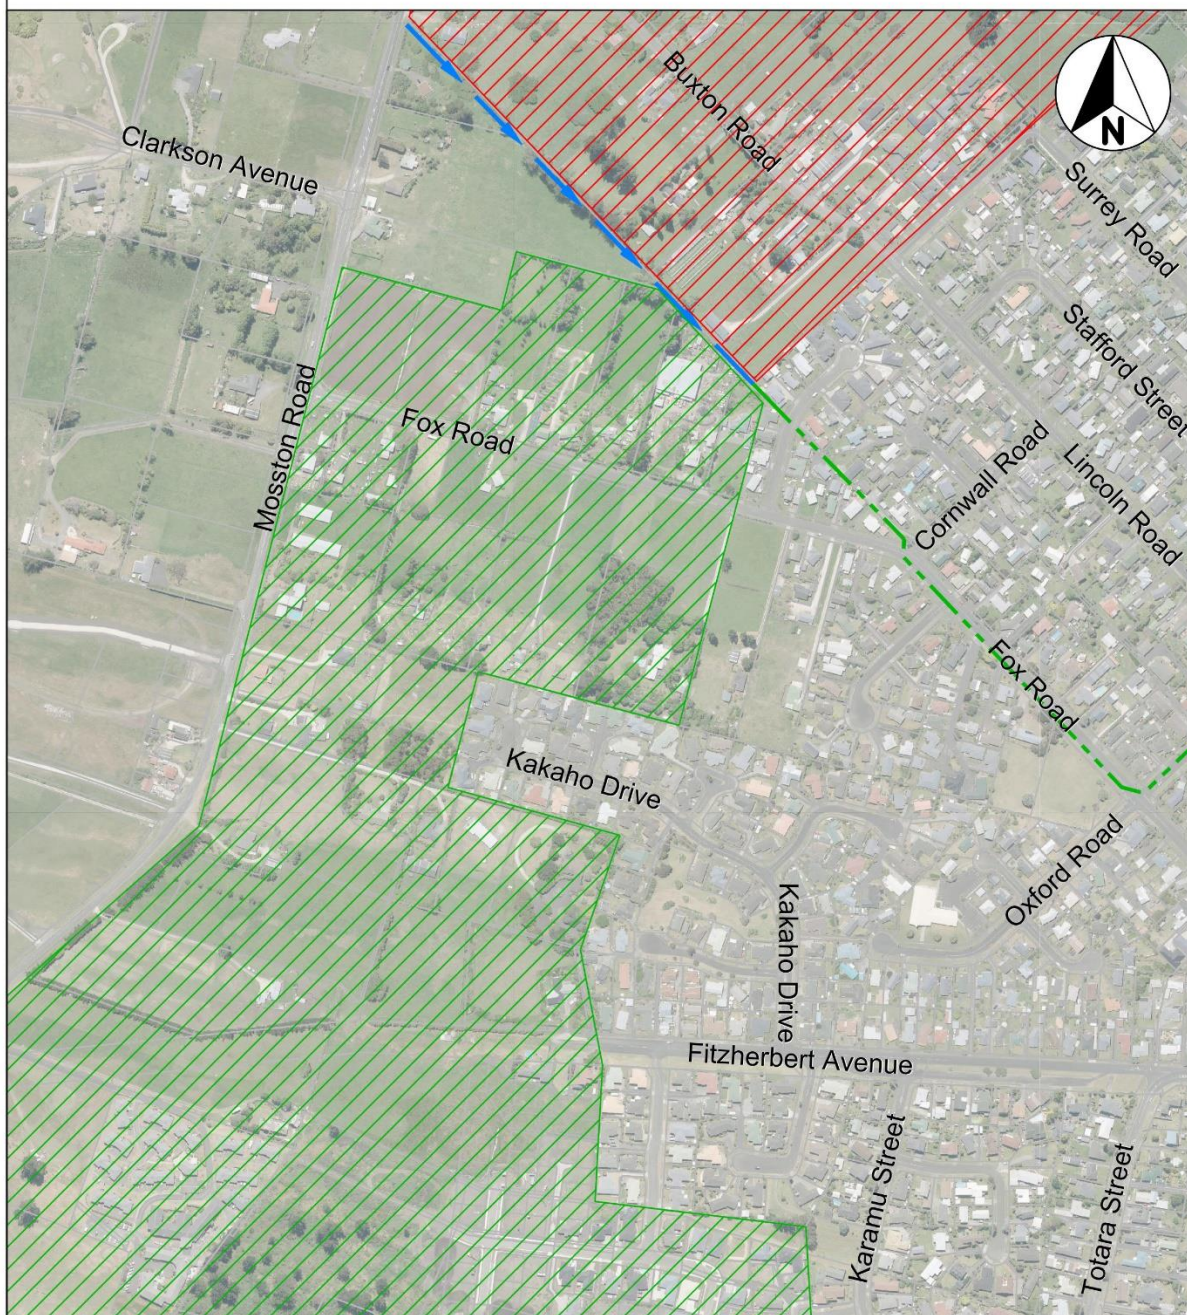 Buxton Road
N
Clarkson Avenue
Surrey Road
Stafford Street
Mosston Road
Fox Road
Cornwall Road
Lincoln Road
Fox Road
Kakaho Drive
Oxford Road
Kakaho Drive
Fitzherbert Avenue
Karamu Street
Totara Street